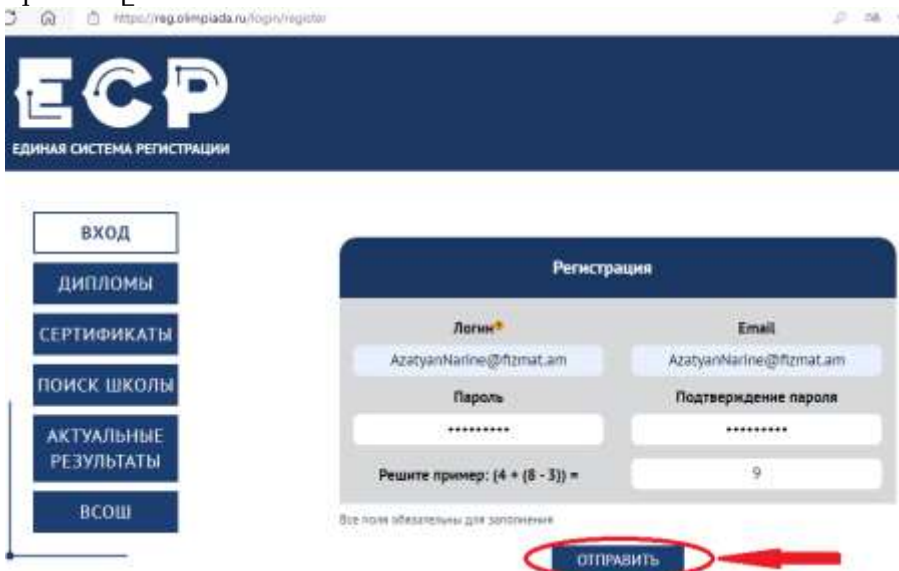 https://reg.olimpiada.ru/login/register
ЕСР
ЕДИНАЯ СИСТЕМА РЕГИСТРАЦИИ
ВХОД
ДИПЛОМЫ
СЕРТИФИКАТЫ
ПОИСК ШКОЛЫ
АКТУАЛЬНЫЕ
РЕЗУЛЬТАТЫ
ВСОШ
Регистрация
Логин Email
AzatyanNarine@fizmat.am AzatyanNarine@fizmat.am
Пароль Подтверждение пароля
••••••••• •••••••••
Решите пример: (4 + (8 - 3)) = 9
Все поля обязательны для заполнения
ОТПРАВИТЬ